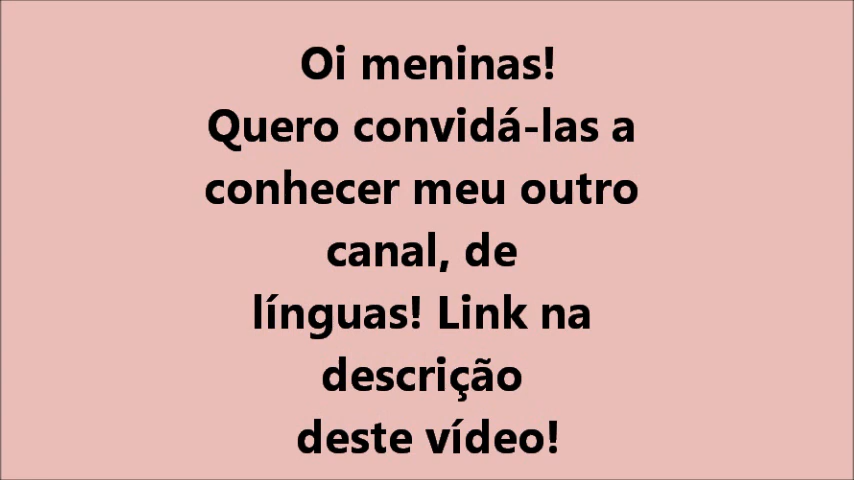 Oi meninas!
Quero convidá-las a
conhecer meu outro
canal, de
línguas! Link na
descrição
deste vídeo!